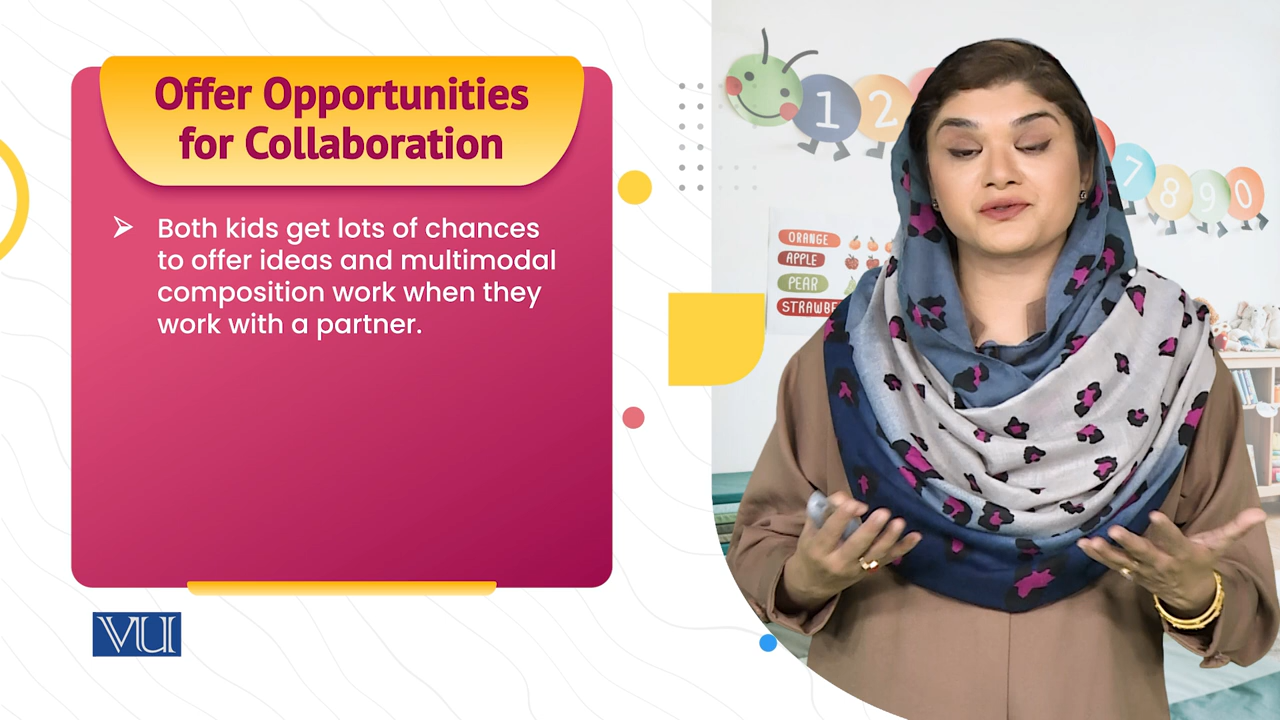 Offer Opportunities
for Collaboration
Both kids get lots of chances
to offer ideas and multimodal
composition work when they
work with a partner.
VU
1 2
7 8 9 0
ORANGE
APPLE
PEAR
STRAWBE